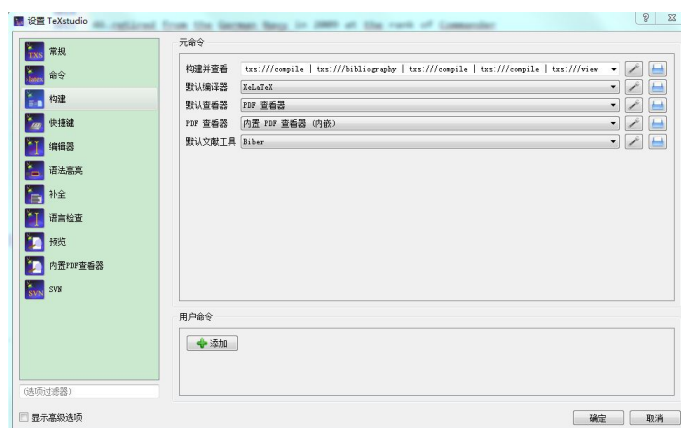 设置 TeXstudio
常规
命令
构建
快捷键
编辑器
语法高亮
补全
语言检查
预览
内置PDF查看器
SVN
(选项过滤器)
显示高级选项
元命令
构建并查看 txs:///compile | txs:///bibliography | txs:///compile | txs:///compile | txs:///view
默认编译器 XeLaTeX
默认查看器 PDF 查看器
PDF 查看器 内置 PDF 查看器 (内嵌)
默认文献工具 Biber
用户命令
添加
确定 取消